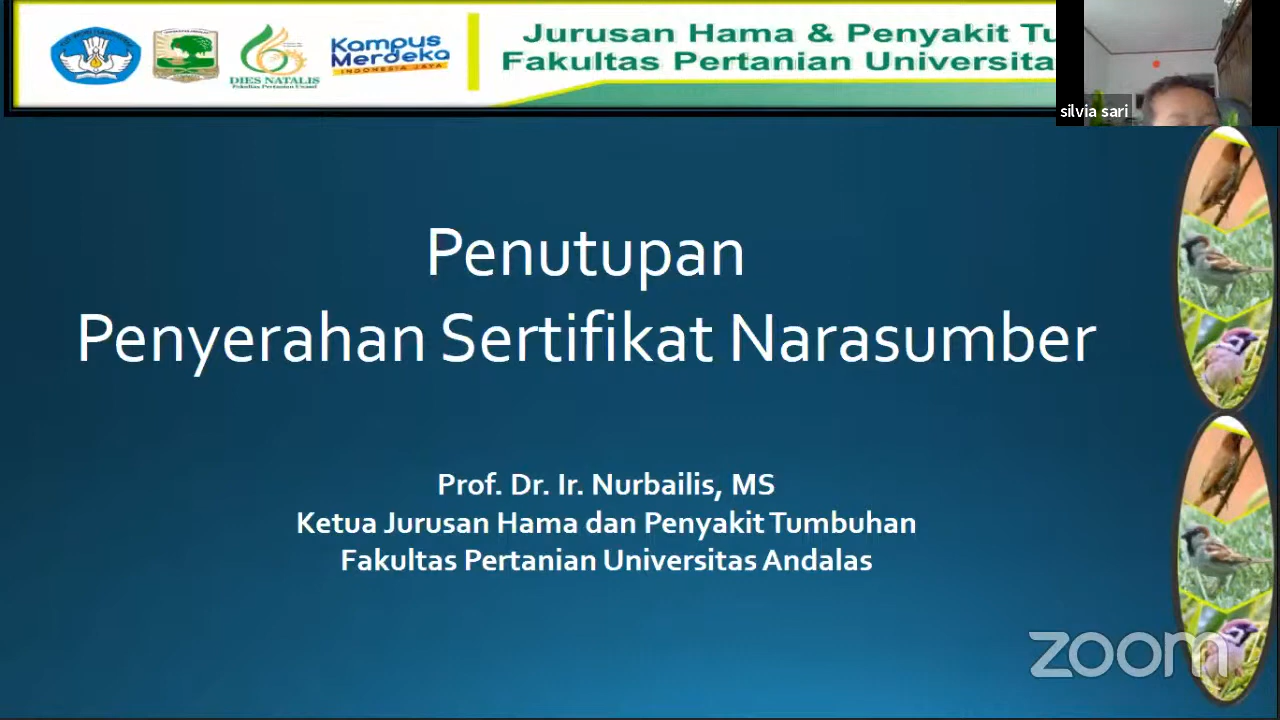 DIES NATALIS
Kampus
Merdeka
INDONESIA JAYA
Jurusan Hama & Penyakit Tu
Fakultas Pertanian Universita
silvia sari
Penutupan
Penyerahan Sertifikat Narasumber
Prof. Dr. Ir. Nurbailis, MS
Ketua Jurusan Hama dan Penyakit Tumbuhan
Fakultas Pertanian Universitas Andalas
zoom